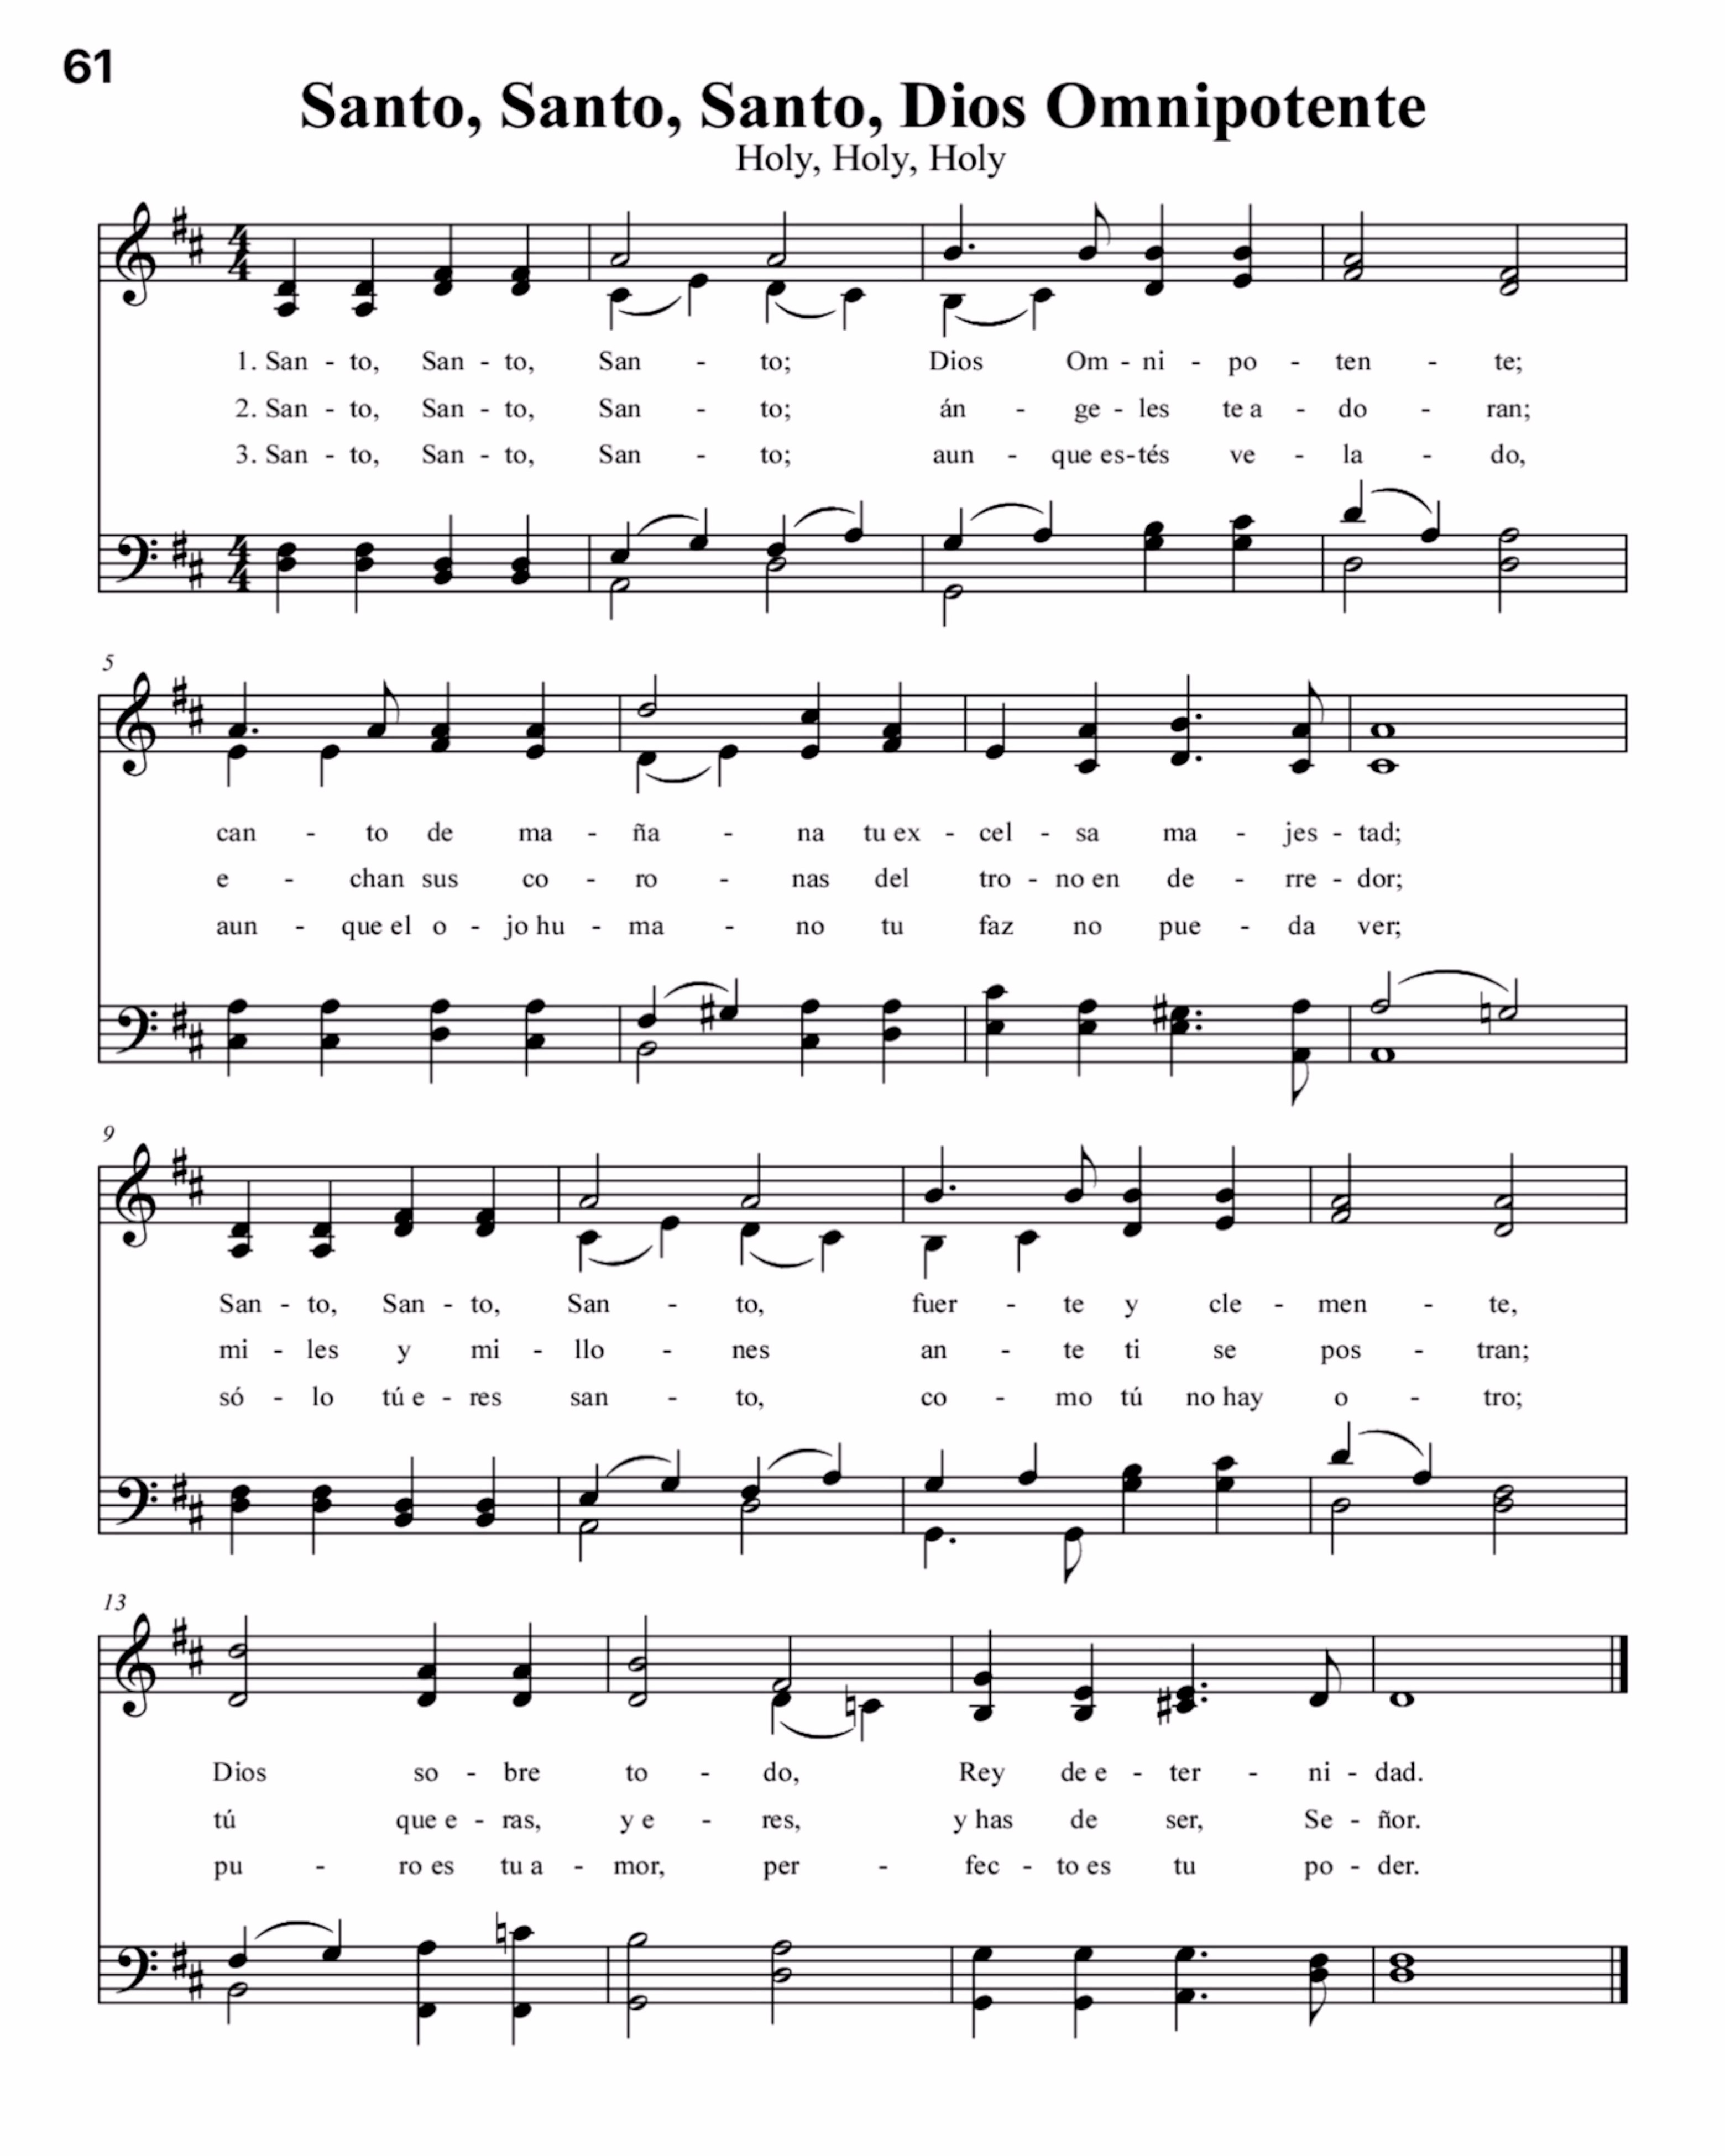 61
Santo, Santo, Santo, Dios Omnipotente
Holy, Holy, Holy
1. San - to, San - to, San - to; Dios Om - ni - po - ten - te;
2. San - to, San - to, San - to; án - ge - les te a - do - ran;
3. San - to, San - to, San - to; aun - que es - tés ve - la - do,
5
can - to de ma - ña - na tu ex - cel - sa ma - jes - tad;
e - chan sus co - ro - nas del tro - no en de - rre - dor;
aun - que el o - jo hu - ma - no tu faz no pue - da ver;
9
San - to, San - to, San - to, fuer - te y cle - men - te,
mi - les y mi - llo - nes an - te ti se pos - tran;
só - lo tú e - res san - to, co - mo tú no hay o - tro;
13
Dios so - bre to - do, Rey de e - ter - ni - dad.
tú que e - ras, y e - res, y has de ser, Se - ñor.
pu - ro es tu a - mor, per - fec - to es tu po - der.